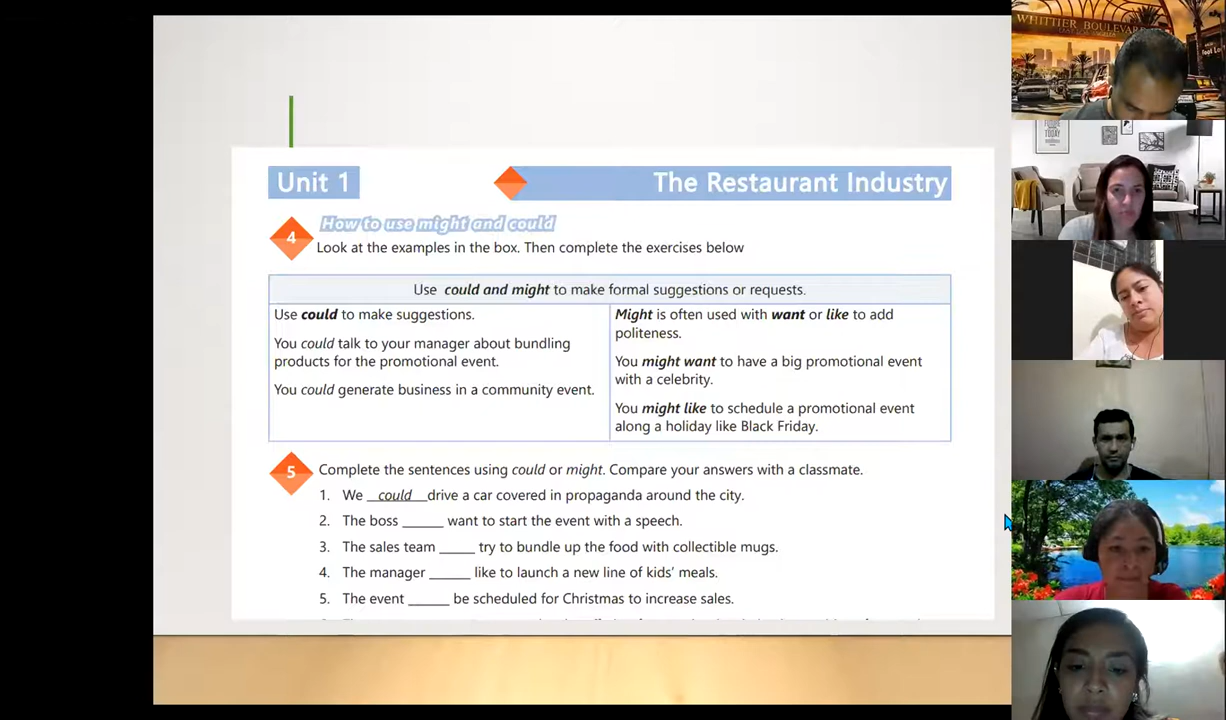 WHITTIER BOULEVARD
Unit 1
The Restaurant Industry
4
How to use might and could
Look at the examples in the box. Then complete the exercises below
Use could and might to make formal suggestions or requests.
Use could to make suggestions.
You could talk to your manager about bundling
products for the promotional event.
You could generate business in a community event.
Might is often used with want or like to add
politeness.
You might want to have a big promotional event
with a celebrity.
You might like to schedule a promotional event
along a holiday like Black Friday.
5
Complete the sentences using could or might. Compare your answers with a classmate.
1. We __could__drive a car covered in propaganda around the city.
2. The boss ______ want to start the event with a speech.
3. The sales team _____ try to bundle up the food with collectible mugs.
4. The manager ______ like to launch a new line of kids' meals.
5. The event ______ be scheduled for Christmas to increase sales.